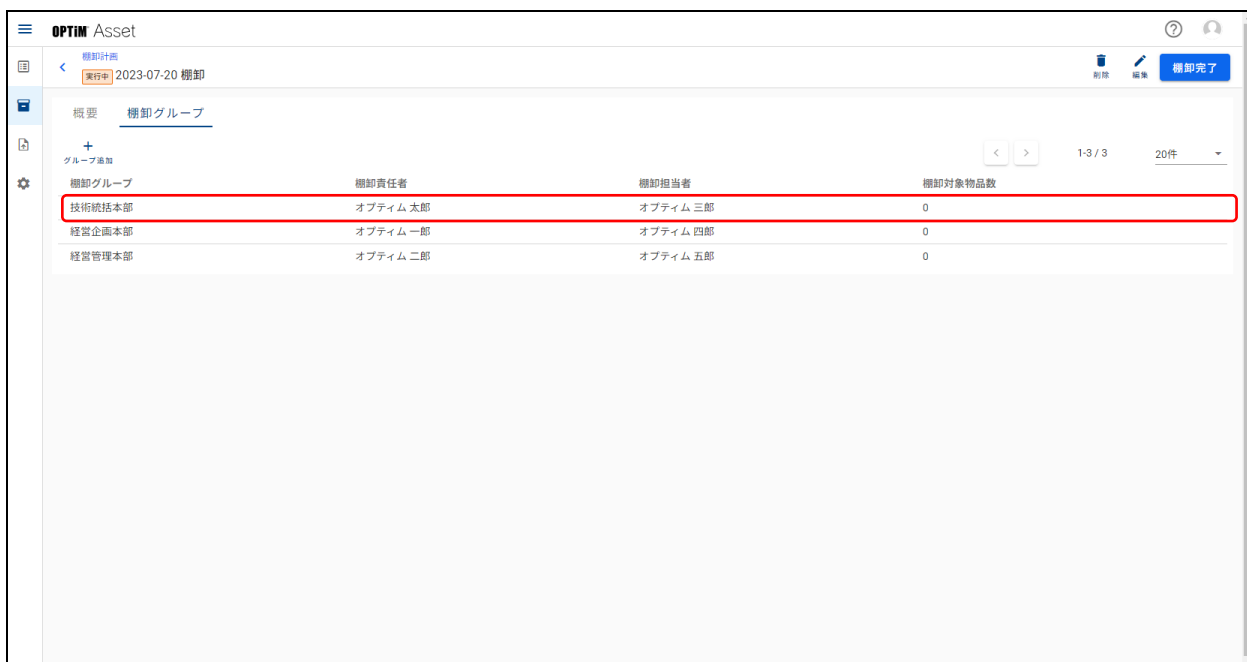 OPTiM Asset
棚卸計画
実行中 2023-07-20 棚卸
削除 編集 棚卸完了
概要 棚卸グループ
グループ追加 1-3 / 3 20件
棚卸グループ 棚卸責任者 棚卸担当者 棚卸対象物品数
技術統括本部 オプティム 太郎 オプティム 三郎 0
経営企画本部 オプティム 一郎 オプティム 四郎 0
経営管理本部 オプティム 二郎 オプティム 五郎 0